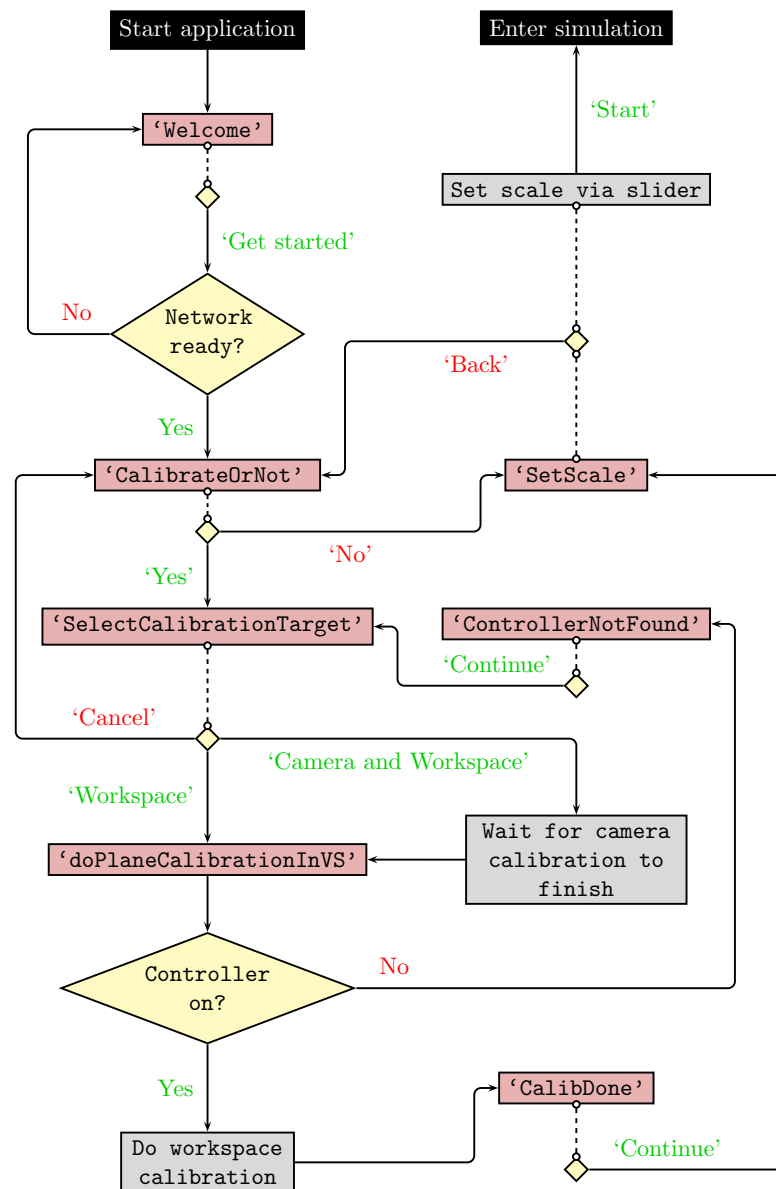 Start application
Enter simulation
‘Start’
‘Welcome’
Set scale via slider
‘Get started’
No
Network
ready?
‘Back’
Yes
‘CalibrateOrNot’
‘SetScale’
‘No’
‘Yes’
‘SelectCalibrationTarget’
‘ControllerNotFound’
‘Continue’
‘Cancel’
‘Camera and Workspace’
‘Workspace’
Wait for camera
calibration to
finish
‘doPlaneCalibrationInVS’
Controller
on?
No
Yes
‘CalibDone’
Do workspace
calibration
‘Continue’